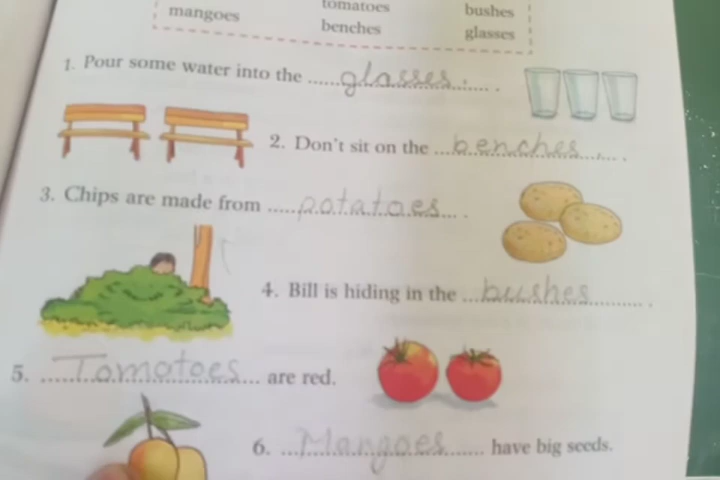 mangoes tomatoes bushes
benches glasses
1. Pour some water into the ......glasses. .
2. Don't sit on the ...benches....... .
3. Chips are made from .....potatoes... .
4. Bill is hiding in the ...bushes.......... .
5. ...Tomotoes... are red.
6. ...Mangoes...... have big seeds.